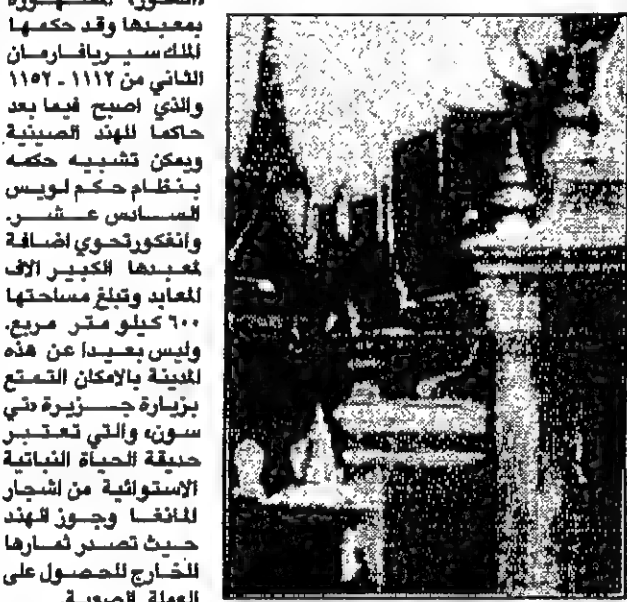 بمعبدها وقد حكمها
الملك سيريافارمان
الثاني من ١١١٢ ـ ١١٥٢
والذي اصبح فيما بعد
حاكما للهند الصينية
ويمكن تشبيه حكمه
بنظام حكم لويس
السادس عشر.
وانغكور تحوي اضافة
لمعبدها الكبير الاف
المعابد وتبلغ مساحتها
٦٠٠ كيلو متر مربع.
وليس بعيدا عن هذه
المدينة بالامكان التمتع
بزيارة جزيرة «ني
سون» والتي تعتبر
حديقة الحياة النباتية
الاستوائية من اشجار
المانغا وجوز الهند
حيث تصدر ثمارها
للخارج للحصول على
العملة الصعبة